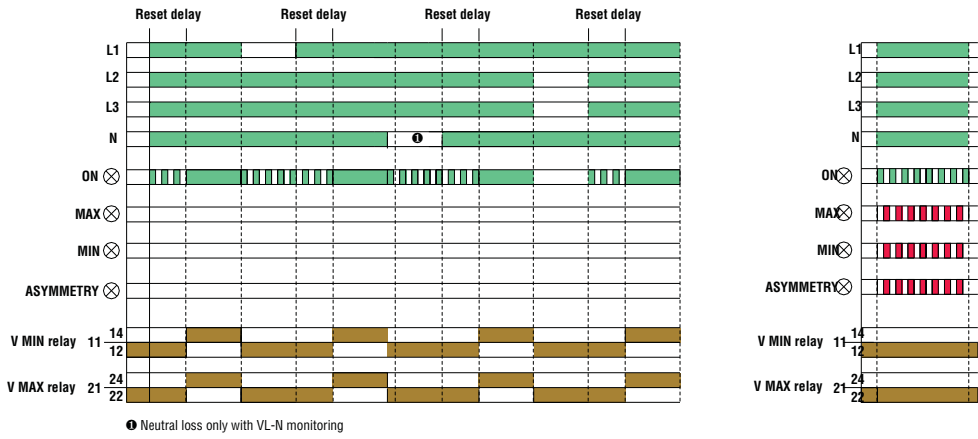 Reset delay Reset delay Reset delay Reset delay
L1
L2
L3
N ❶
ON
MAX
MIN
ASYMMETRY
V MIN relay 11 14
12
V MAX relay 21 24
22
❶ Neutral loss only with VL-N monitoring
L1
L2
L3
N
ON
MAX
MIN
ASYMMETRY
V MIN relay 11 14
12
V MAX relay 21 24
22